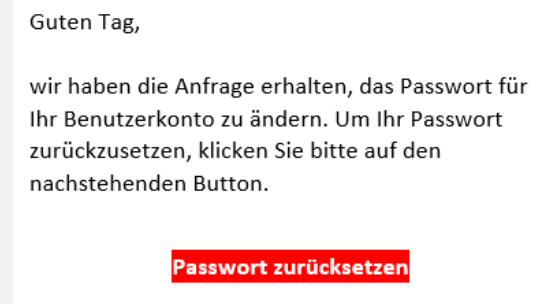 Guten Tag,
wir haben die Anfrage erhalten, das Passwort für
Ihr Benutzerkonto zu ändern. Um Ihr Passwort
zurückzusetzen, klicken Sie bitte auf den
nachstehenden Button.
Passwort zurücksetzen